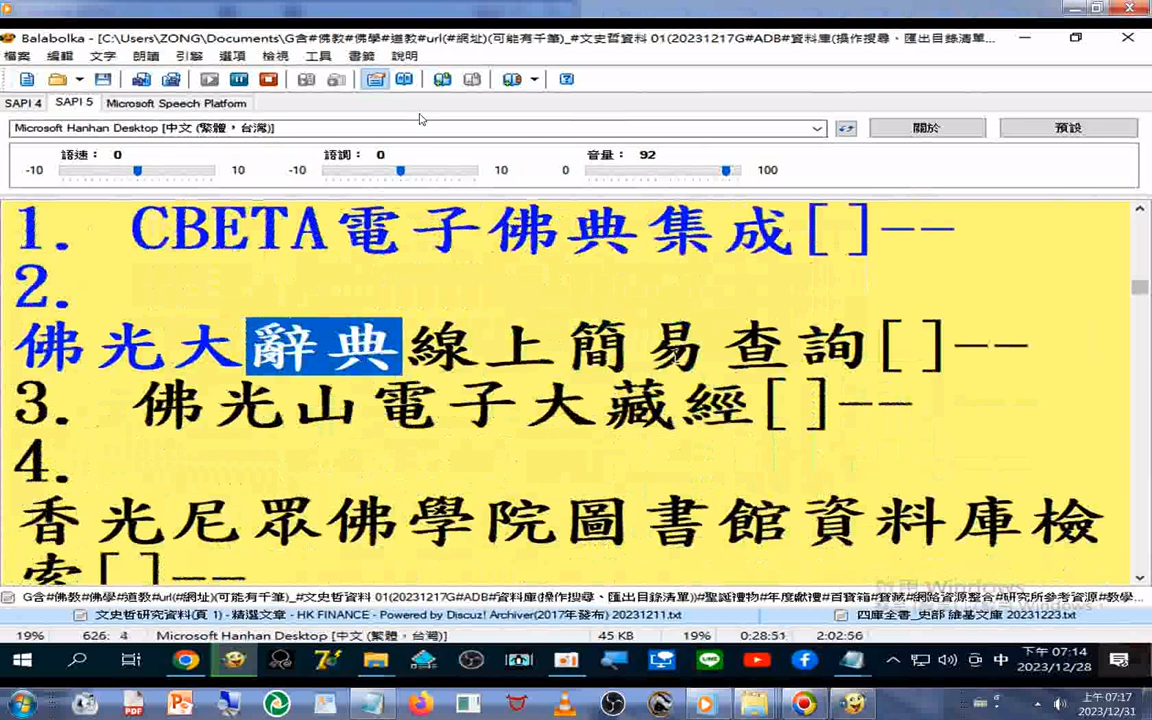 Balabolka - [C:\Users\ZONG\Documents\G含#佛教#佛學#道教#url(#網址)(可能有千筆)_#文史哲資料 01(20231217G#ADB#資料庫(操作搜尋、匯出目錄清單...
檔案 編輯 文字 朗讀 引擎 選項 檢視 工具 書籤 說明
SAPI 4 SAPI 5 Microsoft Speech Platform
Microsoft Hanhan Desktop [中文 (繁體，台灣)] 關於 預設
語速： 0 語調： 0 音量： 92
-10 10 -10 10 0 100
1. CBETA電子佛典集成[]--
2.
佛光大辭典線上簡易查詢[]--
3. 佛光山電子大藏經[]--
4.
香光尼眾佛學院圖書館資料庫檢
索[]--
G含#佛教#佛學#道教#url(#網址)(可能有千筆)_#文史哲資料 01(20231217G#ADB#資料庫(操作搜尋、匯出目錄清單))#聖誕禮物#年度獻禮#百寶箱#寶藏#網路資源整合#研究所參考資源#教學...
文史哲研究資料(頁 1) - 精選文章 - HK FINANCE - Powered by Discuz! Archiver(2017年發布) 20231211.txt 四庫全書_史部 維基文庫 20231223.txt
19% 626: 4 Microsoft Hanhan Desktop [中文 (繁體，台灣)] 45 KB 19% 0:28:51 2:02:56
中 下午 07:14
2023/12/28
上午 07:17
2023/12/31